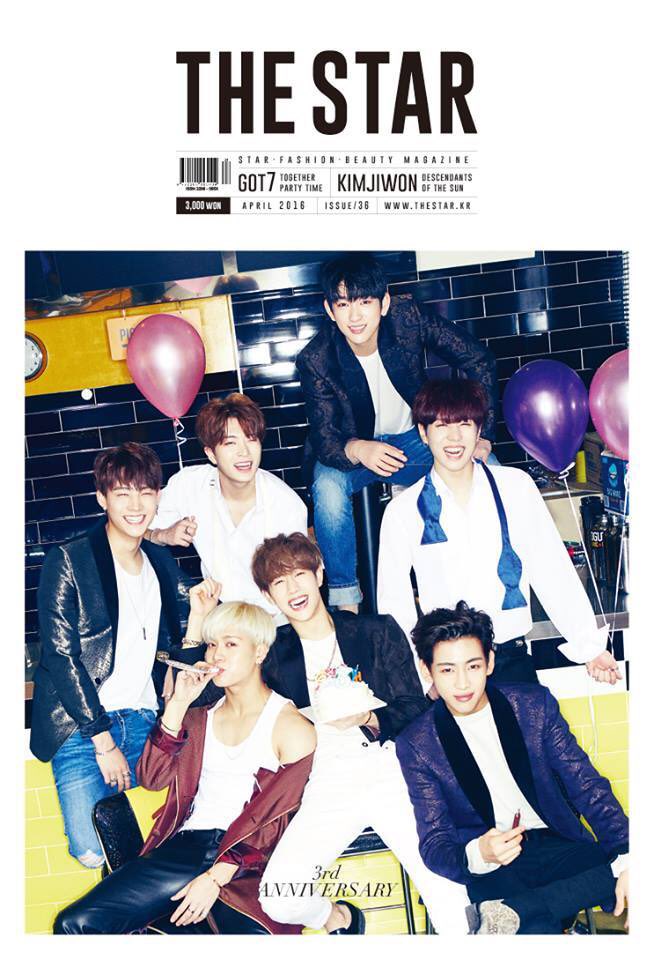 THE STAR
STAR·FASHION·BEAUTY MAGAZINE
GOT7 TOGETHER PARTY TIME
KIMJIWON DESCENDANTS OF THE SUN
3,000 WON
APRIL 2016
ISSUE/36
WWW.THESTAR.KR
3rd
ANNIVERSARY